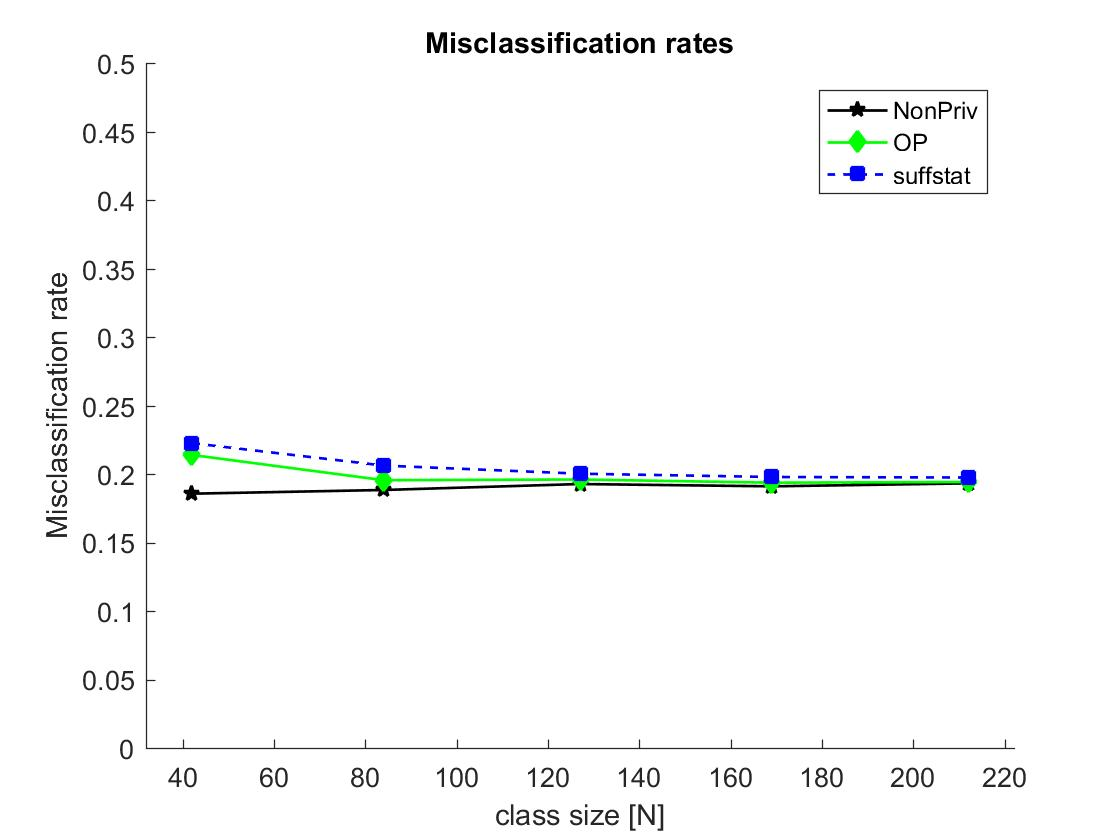 Misclassification rates
0.5
0.45
0.4
0.35
0.3
0.25
0.2
0.15
0.1
0.05
0
Misclassification rate
NonPriv
OP
suffstat
40 60 80 100 120 140 160 180 200 220
class size [N]